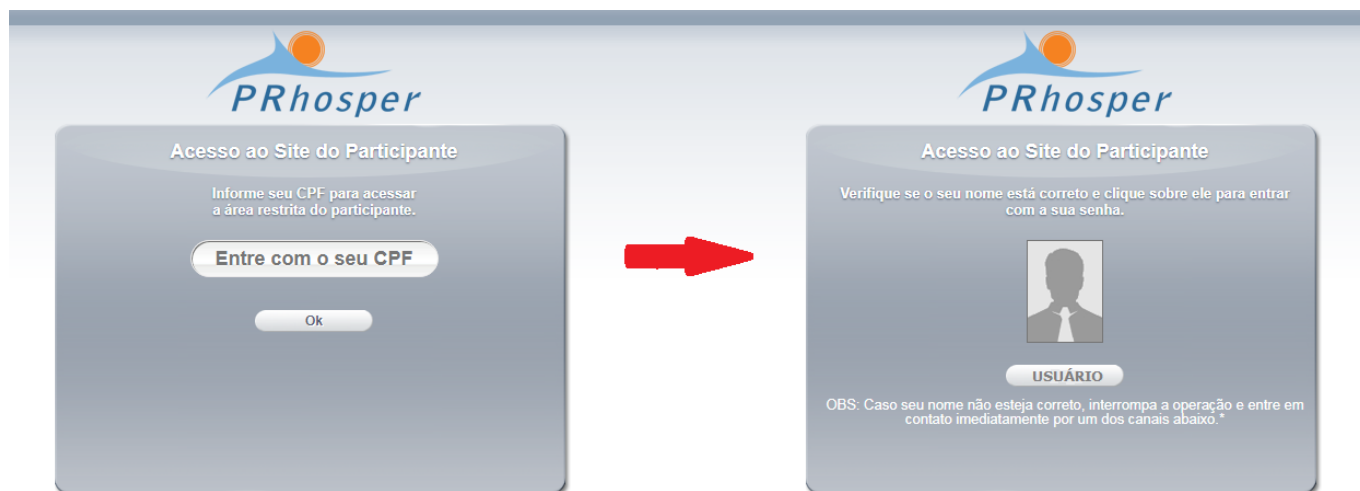 PRhosper
Acesso ao Site do Participante
Informe seu CPF para acessar
a área restrita do participante.
Entre com o seu CPF
Ok
PRhosper
Acesso ao Site do Participante
Verifique se o seu nome está correto e clique sobre ele para entrar
com a sua senha.
USUÁRIO
OBS: Caso seu nome não esteja correto, interrompa a operação e entre em
contato imediatamente por um dos canais abaixo.*